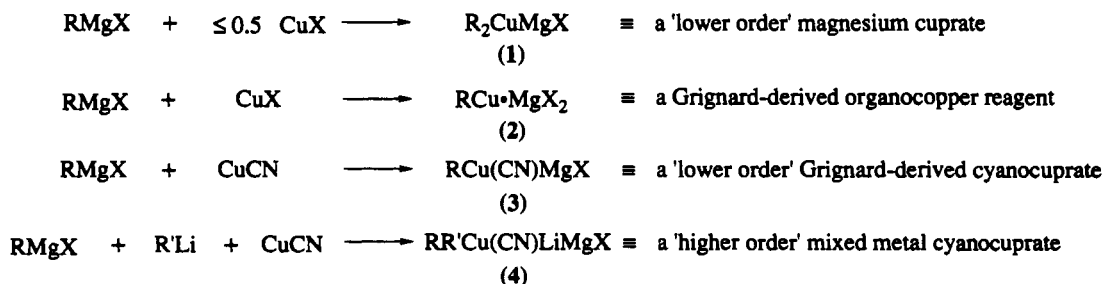 RMgX + ≤ 0.5 CuX ⟶ R₂CuMgX ≡ a 'lower order' magnesium cuprate
(1)
RMgX + CuX ⟶ RCu•MgX₂ ≡ a Grignard-derived organocopper reagent
(2)
RMgX + CuCN ⟶ RCu(CN)MgX ≡ a 'lower order' Grignard-derived cyanocuprate
(3)
RMgX + R'Li + CuCN ⟶ RR'Cu(CN)LiMgX ≡ a 'higher order' mixed metal cyanocuprate
(4)